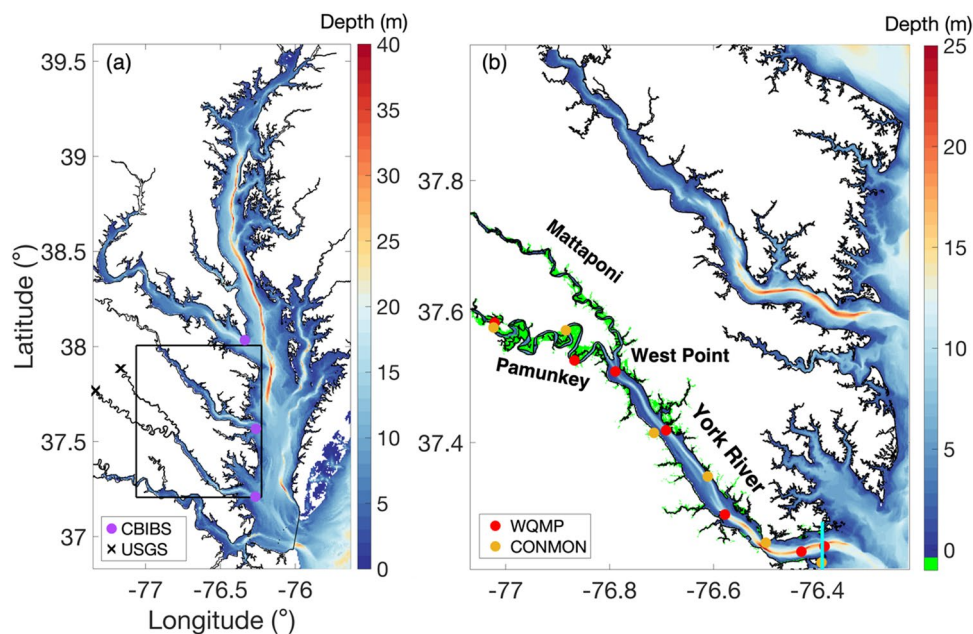 Depth (m)
(a)
39.5
39
38.5
38
37.5
37
Latitude (°)
-77
-76.5
-76
Longitude (°)
CBIBS
USGS
40
35
30
25
20
15
10
5
0
Depth (m)
(b)
37.8
37.6
37.4
-77
-76.8
-76.6
-76.4
Mattaponi
Pamunkey
West Point
York River
WQMP
CONMON
25
20
15
10
5
0